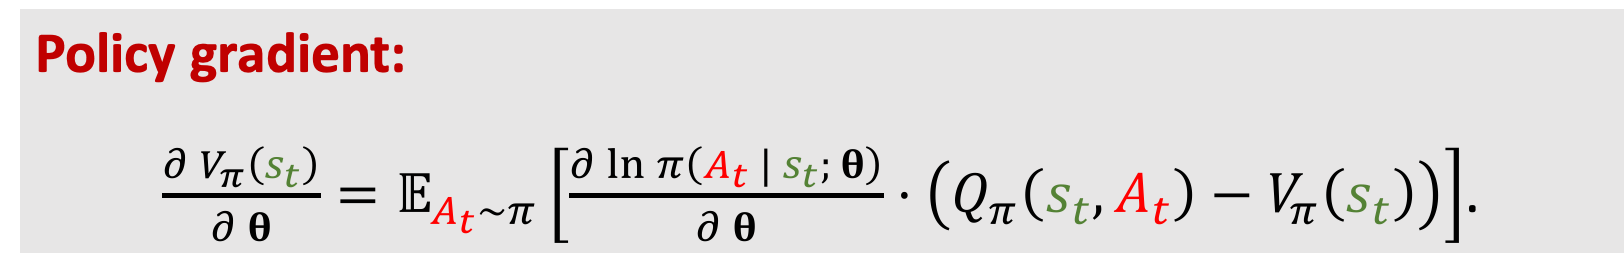 Policy gradient:
∂ V_π(s_t) / ∂ θ = 𝔼_{A_t∼π} [ ∂ ln π(A_t | s_t; θ) / ∂ θ · (Q_π(s_t, A_t) − V_π(s_t)) ].